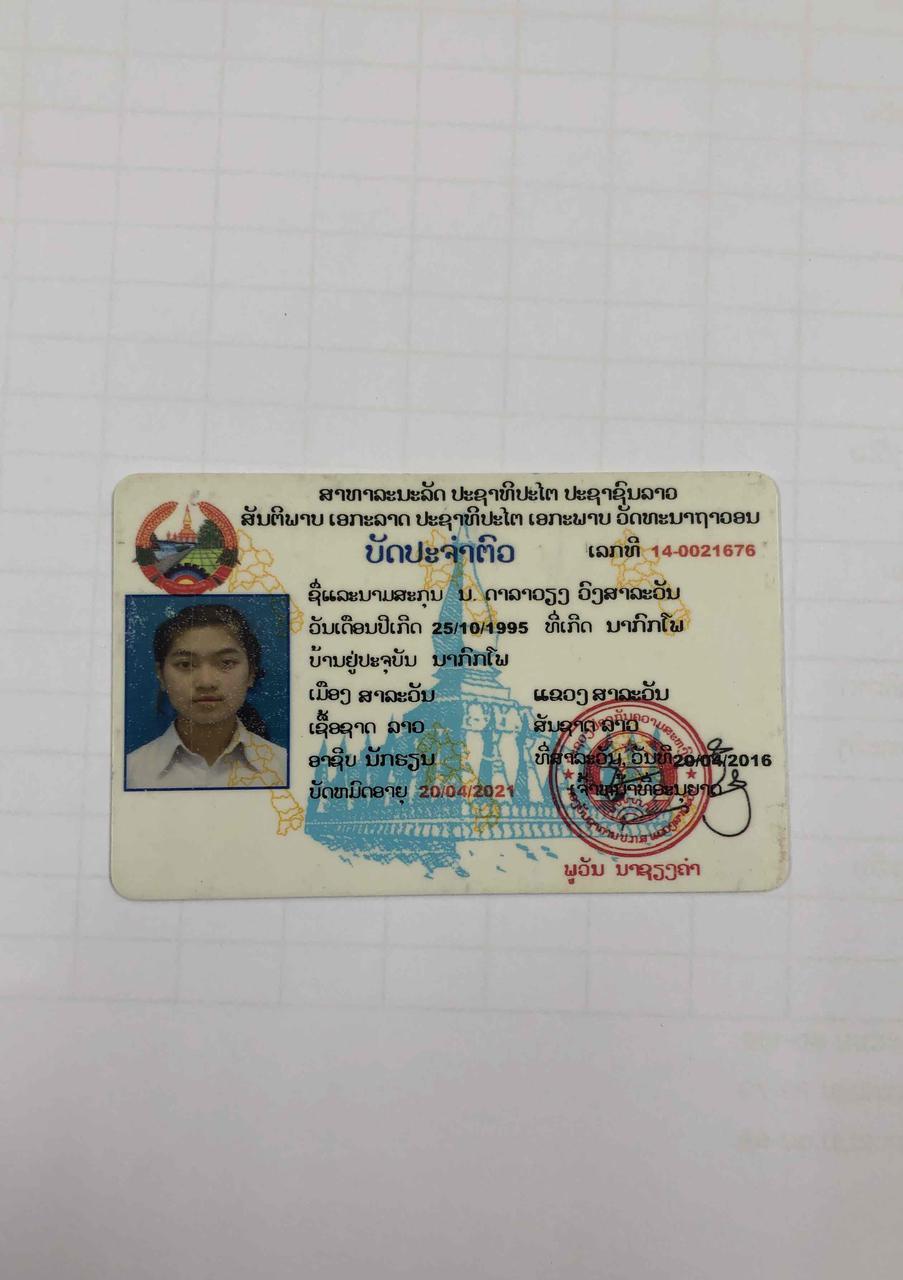 ສາທາລະນະລັດ ປະຊາທິປະໄຕ ປະຊາຊົນລາວ
ສັນຕິພາບ ເອກະລາດ ປະຊາທິປະໄຕ ເອກະພາບ ວັດທະນາຖາວອນ
ບັດປະຈຳຕົວ ເລກທີ 14-0021676
ຊື່ແລະນາມສະກຸນ ນ. ດາລາວຽງ ວົງສາລະວັນ
ວັນເດືອນປີເກີດ 25/10/1995 ທີ່ເກີດ ນາກົກໂພ
ບ້ານຢູ່ປະຈຸບັນ ນາກົກໂພ
ເມືອງ ສາລະວັນ ແຂວງ ສາລະວັນ
ເຊື້ອຊາດ ລາວ ສັນຊາດ ລາວ
ອາຊີບ ນັກຮຽນ ທີ່ສາລະວັນ, ວັນທີ 20/04/2016
ບັດຫມົດອາຍຸ 20/04/2021 ເຈົ້າຫນ້າທີ່ອະນຸຍາດ
ພູວັນ ນາຊຽງຄຳ